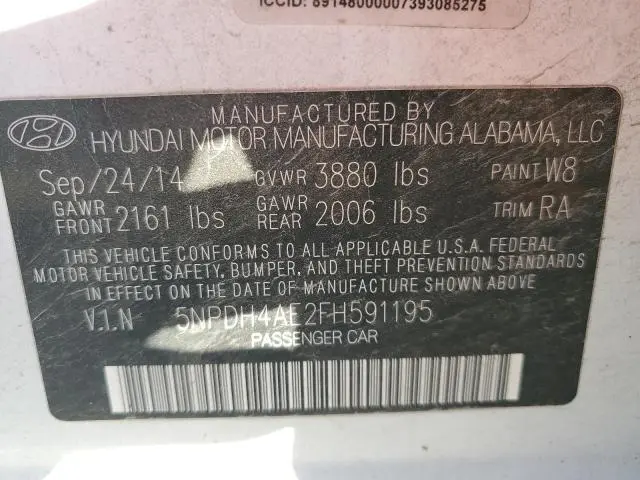 ICCID: 89148000007393085275
MANUFACTURED BY
HYUNDAI MOTOR MANUFACTURING ALABAMA, LLC
Sep/24/14 GVWR 3880 lbs PAINT W8
GAWR FRONT 2161 lbs GAWR REAR 2006 lbs TRIM RA
THIS VEHICLE CONFORMS TO ALL APPLICABLE U.S.A. FEDERAL
MOTOR VEHICLE SAFETY, BUMPER, AND THEFT PREVENTION STANDARDS
IN EFFECT ON THE DATE OF MANUFACTURE SHOWN ABOVE
V.I.N 5NPDH4AE2FH591195
PASSENGER CAR